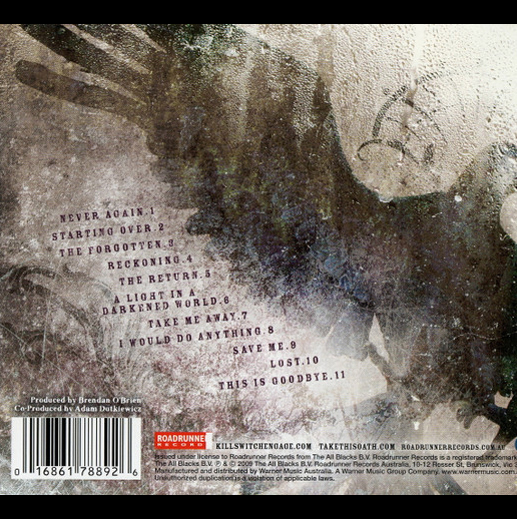 NEVER AGAIN.1
STARTING OVER.2
THE FORGOTTEN.3
RECKONING.4
THE RETURN.5
A LIGHT IN A
DARKENED WORLD.6
TAKE ME AWAY.7
I WOULD DO ANYTHING.8
SAVE ME.9
LOST.10
THIS IS GOODBYE.11
Produced by Brendan O'Brien
Co-Produced by Adam Dutkiewicz
0 16861 78892 6
ROADRUNNER
RECORDS
KILLSWITCHENGAGE.COM TAKETHISOATH.COM ROADRUNNERRECORDS.COM.AU
Issued under license to Roadrunner Records from The All Blacks B.V. Roadrunner Records is a registered trademark
The All Blacks B.V. ℗ & © 2009 The All Blacks B.V. Roadrunner Records Australia, 10-12 Rosser St, Brunswick, Vic
Manufactured and distributed by Warner Music Australia. A Warner Music Group Company. www.warnermusic.com.
Unauthorized duplication is a violation of applicable laws.